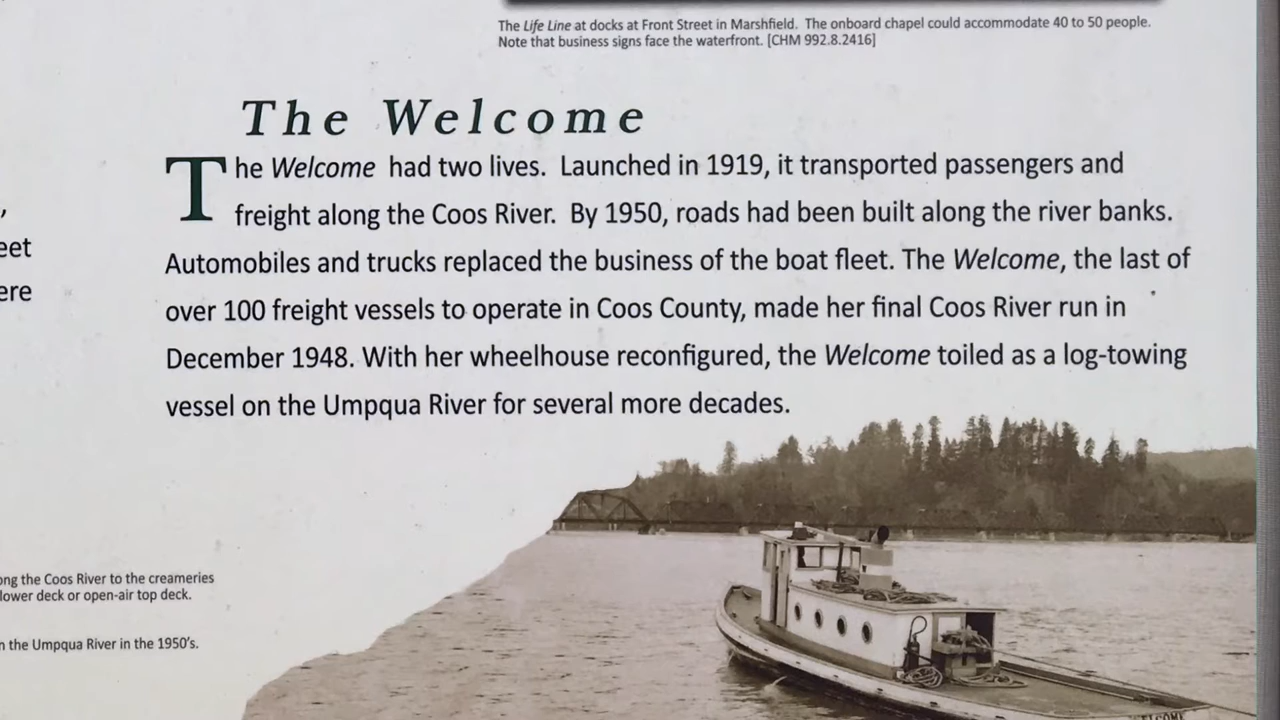 The Life Line at docks at Front Street in Marshfield. The onboard chapel could accommodate 40 to 50 people.
Note that business signs face the waterfront. [CHM 992.8.2416]
The Welcome
The Welcome had two lives. Launched in 1919, it transported passengers and
freight along the Coos River. By 1950, roads had been built along the river banks.
Automobiles and trucks replaced the business of the boat fleet. The Welcome, the last of
over 100 freight vessels to operate in Coos County, made her final Coos River run in
December 1948. With her wheelhouse reconfigured, the Welcome toiled as a log-towing
vessel on the Umpqua River for several more decades.
the Coos River to the creameries
lower deck or open-air top deck.
the Umpqua River in the 1950's.